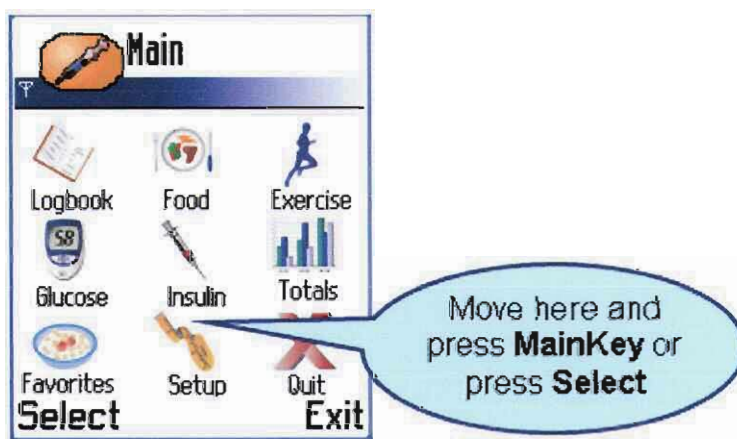 Main
Logbook Food Exercise
58
Glucose Insulin Totals
Favorites Setup Quit
Select Exit
Move here and
press MainKey or
press Select